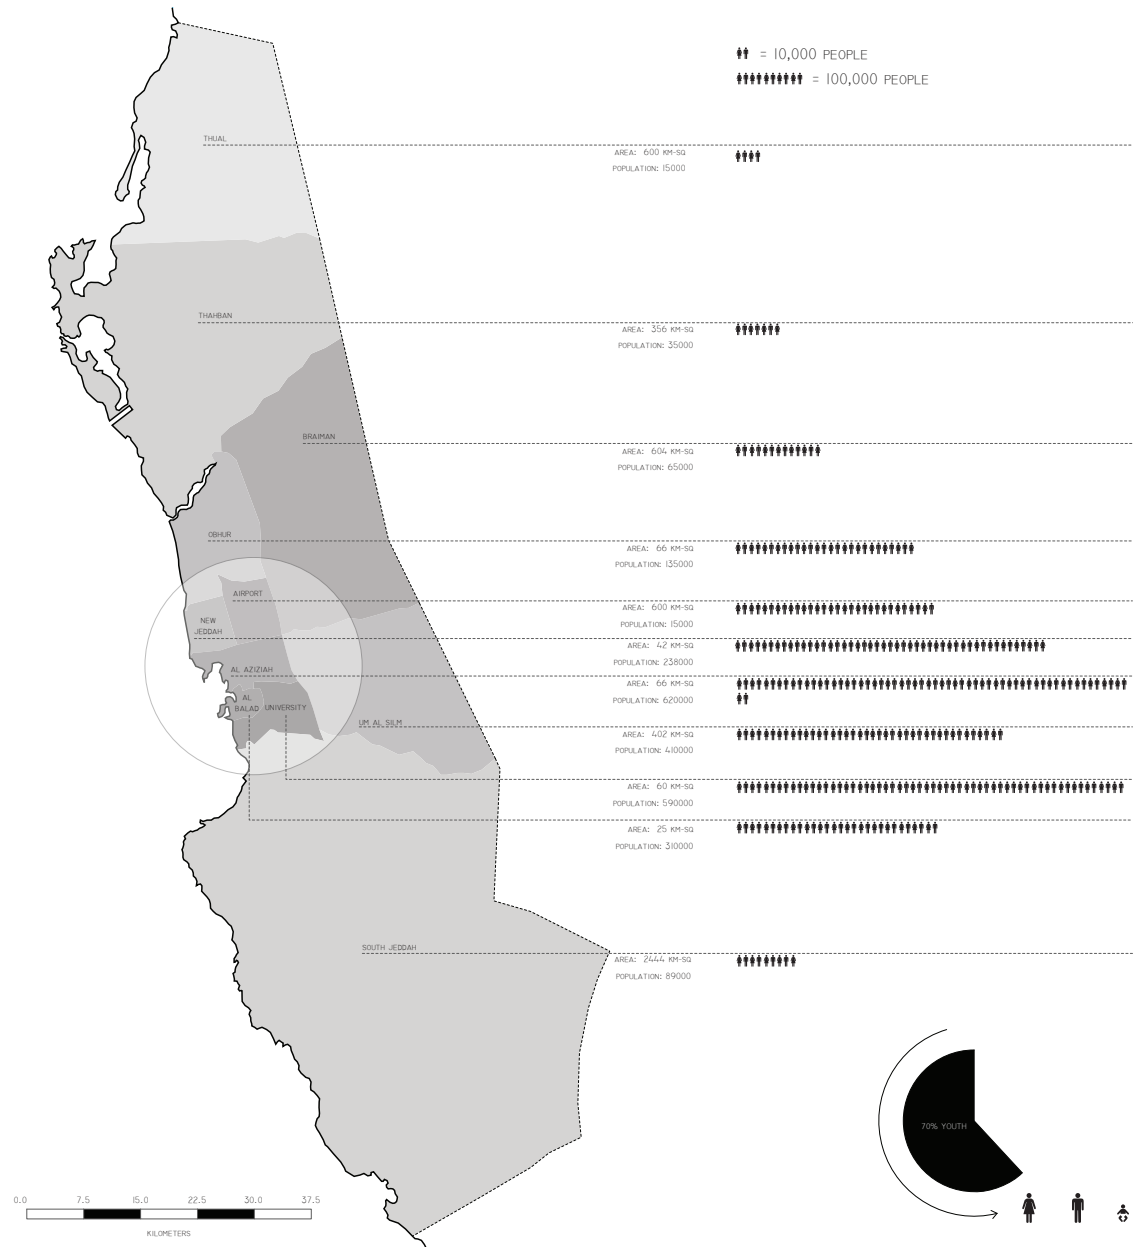 = 10,000 PEOPLE
= 100,000 PEOPLE
THUAL
AREA: 600 KM-SQ
POPULATION: 15000
THAHBAN
AREA: 356 KM-SQ
POPULATION: 35000
BRAIMAN
AREA: 604 KM-SQ
POPULATION: 65000
OBHUR
AREA: 66 KM-SQ
POPULATION: 135000
AIRPORT
AREA: 600 KM-SQ
POPULATION: 15000
NEW
JEDDAH
AREA: 42 KM-SQ
POPULATION: 238000
AL AZIZIAH
AREA: 66 KM-SQ
POPULATION: 620000
AL
BALAD
UNIVERSITY
UM AL SILM
AREA: 402 KM-SQ
POPULATION: 410000
AREA: 60 KM-SQ
POPULATION: 590000
AREA: 25 KM-SQ
POPULATION: 310000
SOUTH JEDDAH
AREA: 2444 KM-SQ
POPULATION: 89000
70% YOUTH
0.0 7.5 15.0 22.5 30.0 37.5
KILOMETERS